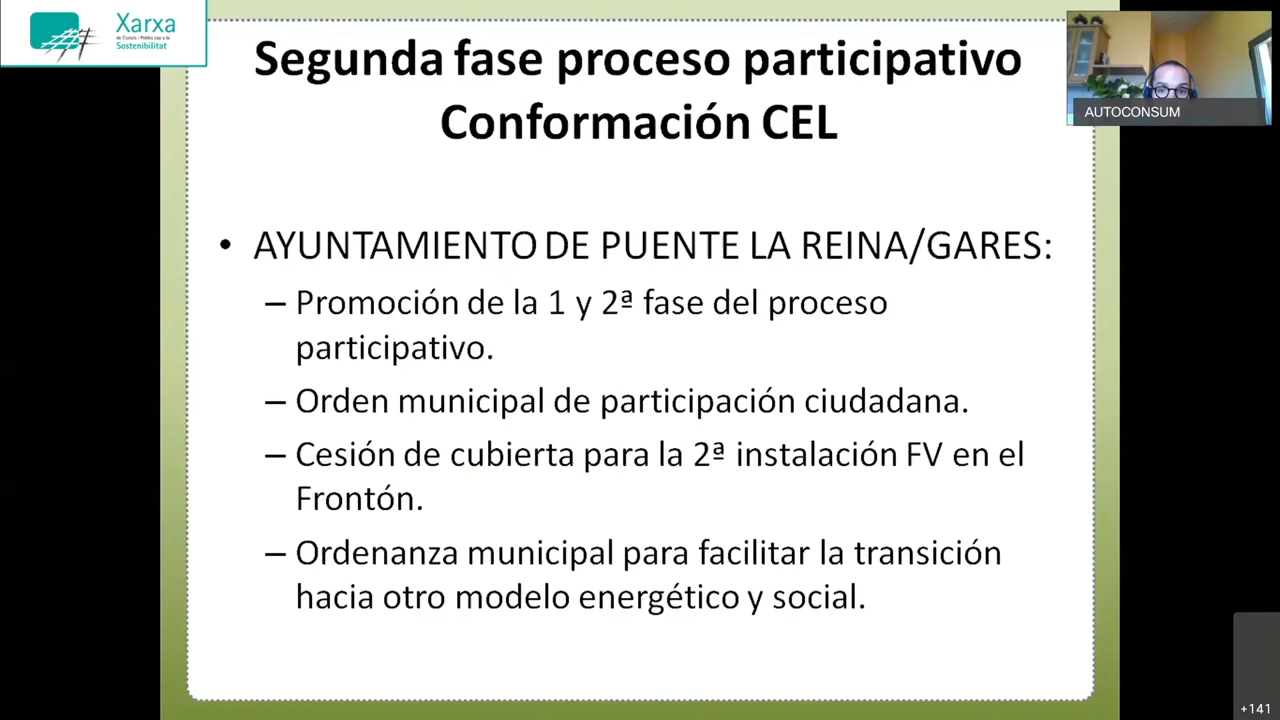 Xarxa
de Ciutats i Pobles cap a la
Sostenibilitat
Segunda fase proceso participativo
Conformación CEL
AUTOCONSUM
• AYUNTAMIENTO DE PUENTE LA REINA/GARES:
– Promoción de la 1 y 2ª fase del proceso
participativo.
– Orden municipal de participación ciudadana.
– Cesión de cubierta para la 2ª instalación FV en el
Frontón.
– Ordenanza municipal para facilitar la transición
hacia otro modelo energético y social.
+141